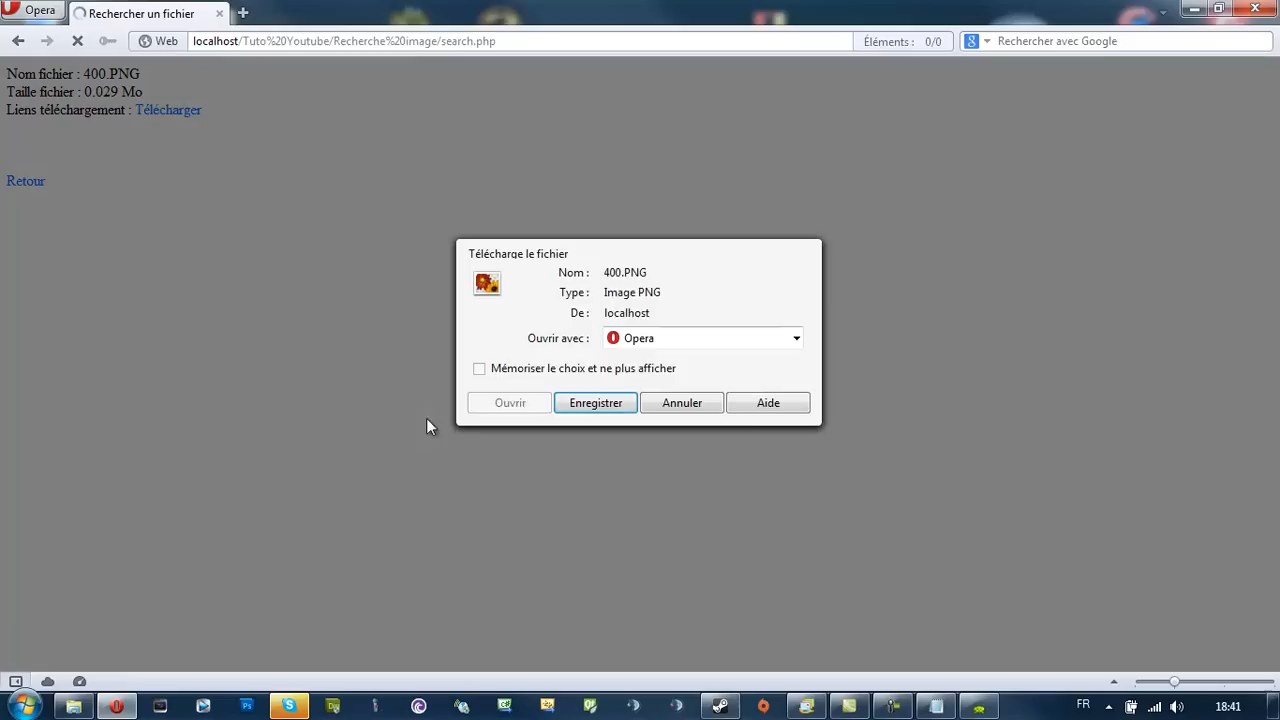 Opera
Rechercher un fichier
Web
localhost/Tuto%20Youtube/Recherche%20image/search.php
Éléments : 0/0
Rechercher avec Google
Nom fichier : 400.PNG
Taille fichier : 0.029 Mo
Liens téléchargement : Télécharger
Retour
Télécharge le fichier
Nom : 400.PNG
Type : Image PNG
De : localhost
Ouvrir avec : Opera
Mémoriser le choix et ne plus afficher
Ouvrir Enregistrer Annuler Aide
FR 18:41